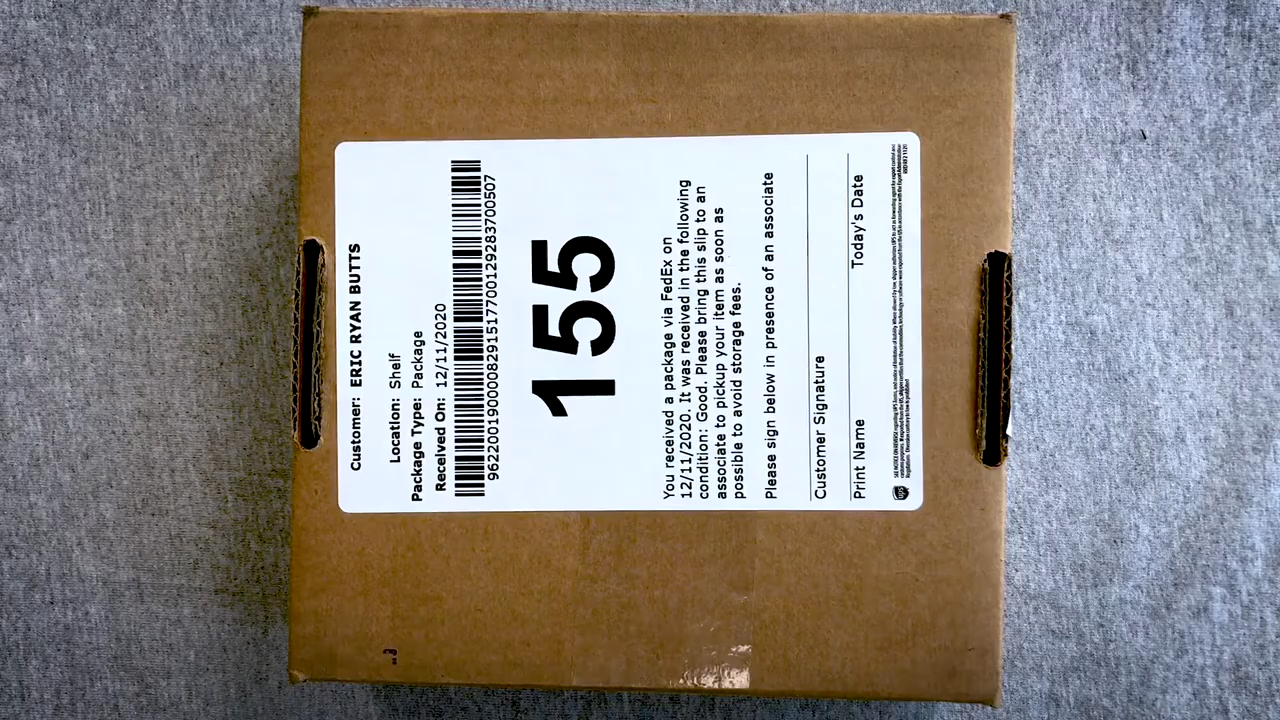 Customer: ERIC RYAN BUTTS
Location: Shelf
Package Type: Package
Received On: 12/11/2020
9622001900008291517700129283700507
155
You received a package via FedEx on
12/11/2020. It was received in the following
condition: Good. Please bring this slip to an
associate to pickup your item as soon as
possible to avoid storage fees.
Please sign below in presence of an associate
Customer Signature
Print Name Today's Date
ups